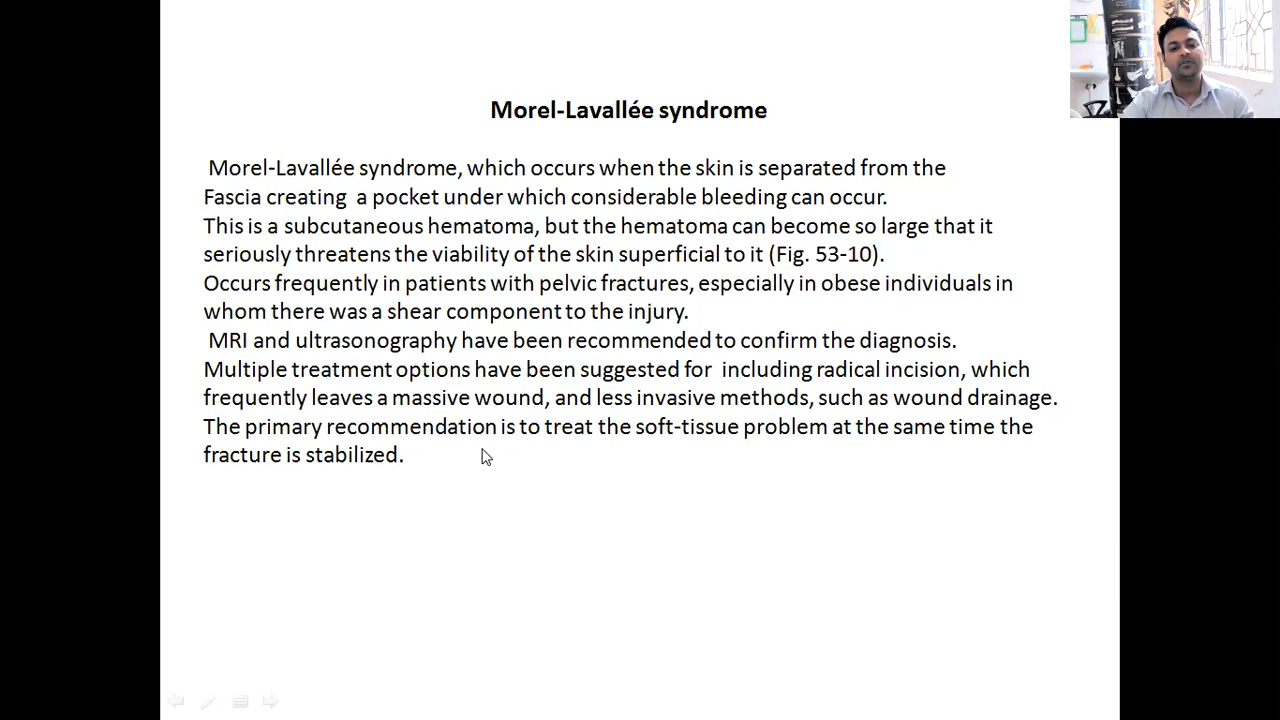 Morel-Lavallée syndrome
Morel-Lavallée syndrome, which occurs when the skin is separated from the
Fascia creating a pocket under which considerable bleeding can occur.
This is a subcutaneous hematoma, but the hematoma can become so large that it
seriously threatens the viability of the skin superficial to it (Fig. 53-10).
Occurs frequently in patients with pelvic fractures, especially in obese individuals in
whom there was a shear component to the injury.
MRI and ultrasonography have been recommended to confirm the diagnosis.
Multiple treatment options have been suggested for including radical incision, which
frequently leaves a massive wound, and less invasive methods, such as wound drainage.
The primary recommendation is to treat the soft-tissue problem at the same time the
fracture is stabilized.